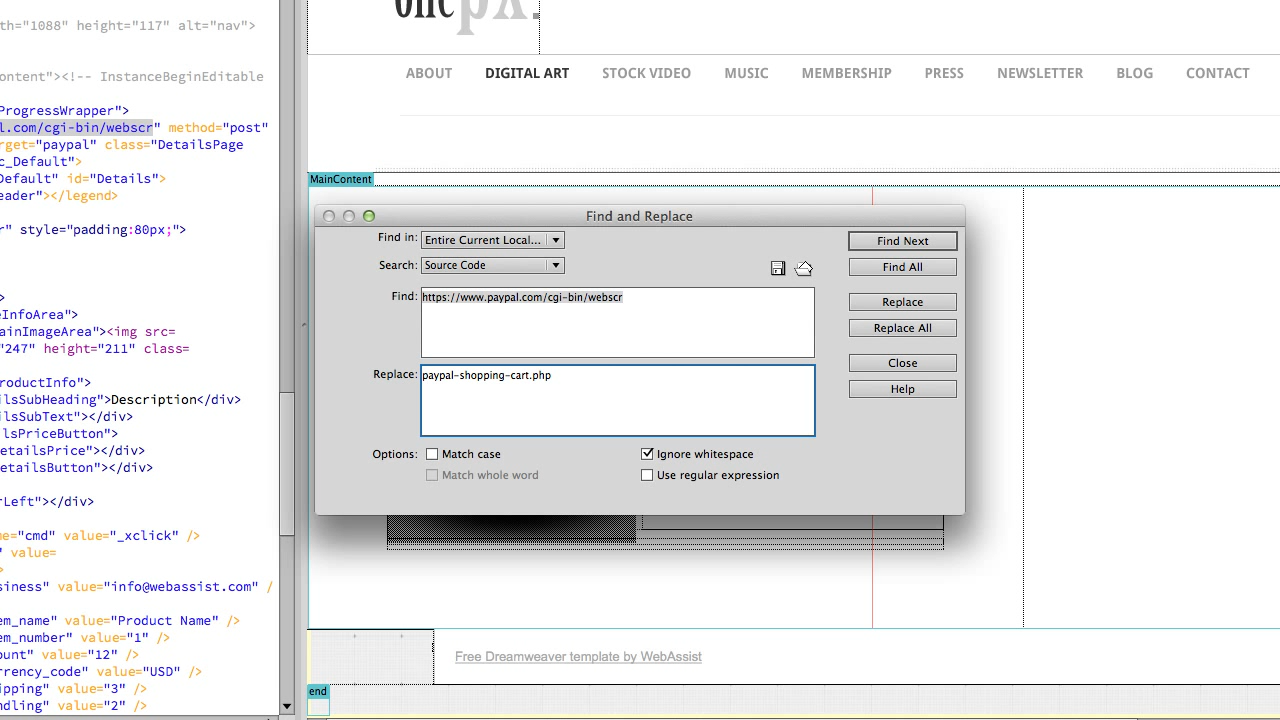 th="1088" height="117" alt="nav">
ontent"><!-- InstanceBeginEditable
ProgressWrapper">
l.com/cgi-bin/webscr" method="post"
rget="paypal" class="DetailsPage
c_Default">
Default" id="Details">
eader"></legend>
r" style="padding:80px;">
>
eInfoArea">
ainImageArea"><img src=
"247" height="211" class=
roductInfo">
lsSubHeading">Description</div>
ilsSubText"></div>
ilsPriceButton">
etailsPrice"></div>
etailsButton"></div>
rLeft"></div>
me="cmd" value="_xclick" />
" value=
>
siness" value="info@webassist.com" /
em_name" value="Product Name" />
em_number" value="1" />
ount" value="12" />
rrency_code" value="USD" />
ipping" value="3" />
ndling" value="2" />
onepx.
ABOUT DIGITAL ART STOCK VIDEO MUSIC MEMBERSHIP PRESS NEWSLETTER BLOG CONTACT
MainContent
Find and Replace
Find in: Entire Current Local...
Search: Source Code
Find: https://www.paypal.com/cgi-bin/webscr
Replace: paypal-shopping-cart.php
Options: Match case
Ignore whitespace
Match whole word
Use regular expression
Find Next
Find All
Replace
Replace All
Close
Help
Free Dreamweaver template by WebAssist
end